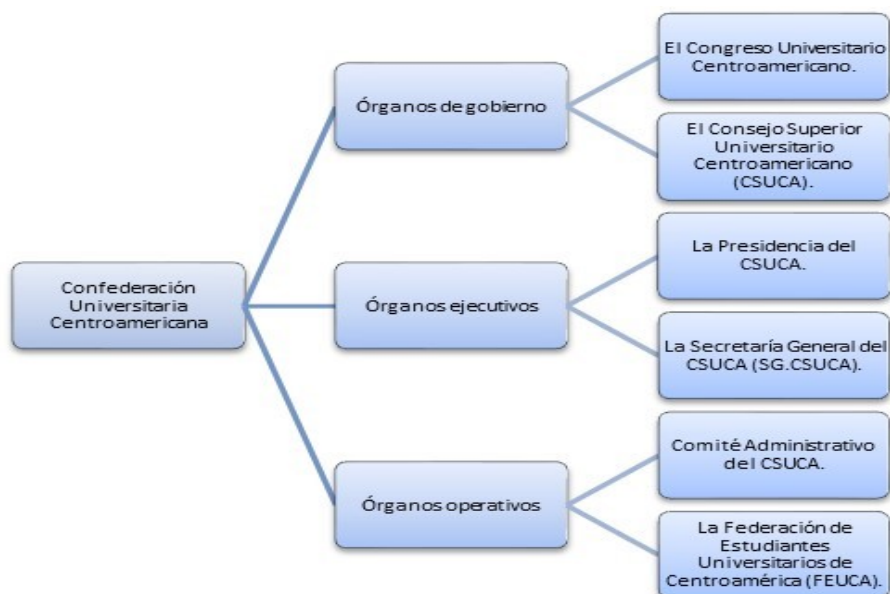 Confederación
Universitaria
Centroamericana
Órganos de gobierno
El Congreso Universitario
Centroamericano.
El Consejo Superior
Universitario
Centroamericano
(CSUCA).
Órganos ejecutivos
La Presidencia del
CSUCA.
La Secretaría General del
CSUCA (SG.CSUCA).
Órganos operativos
Comité Administrativo
del CSUCA.
La Federación de
Estudiantes
Universitarios de
Centroamérica (FEUCA).